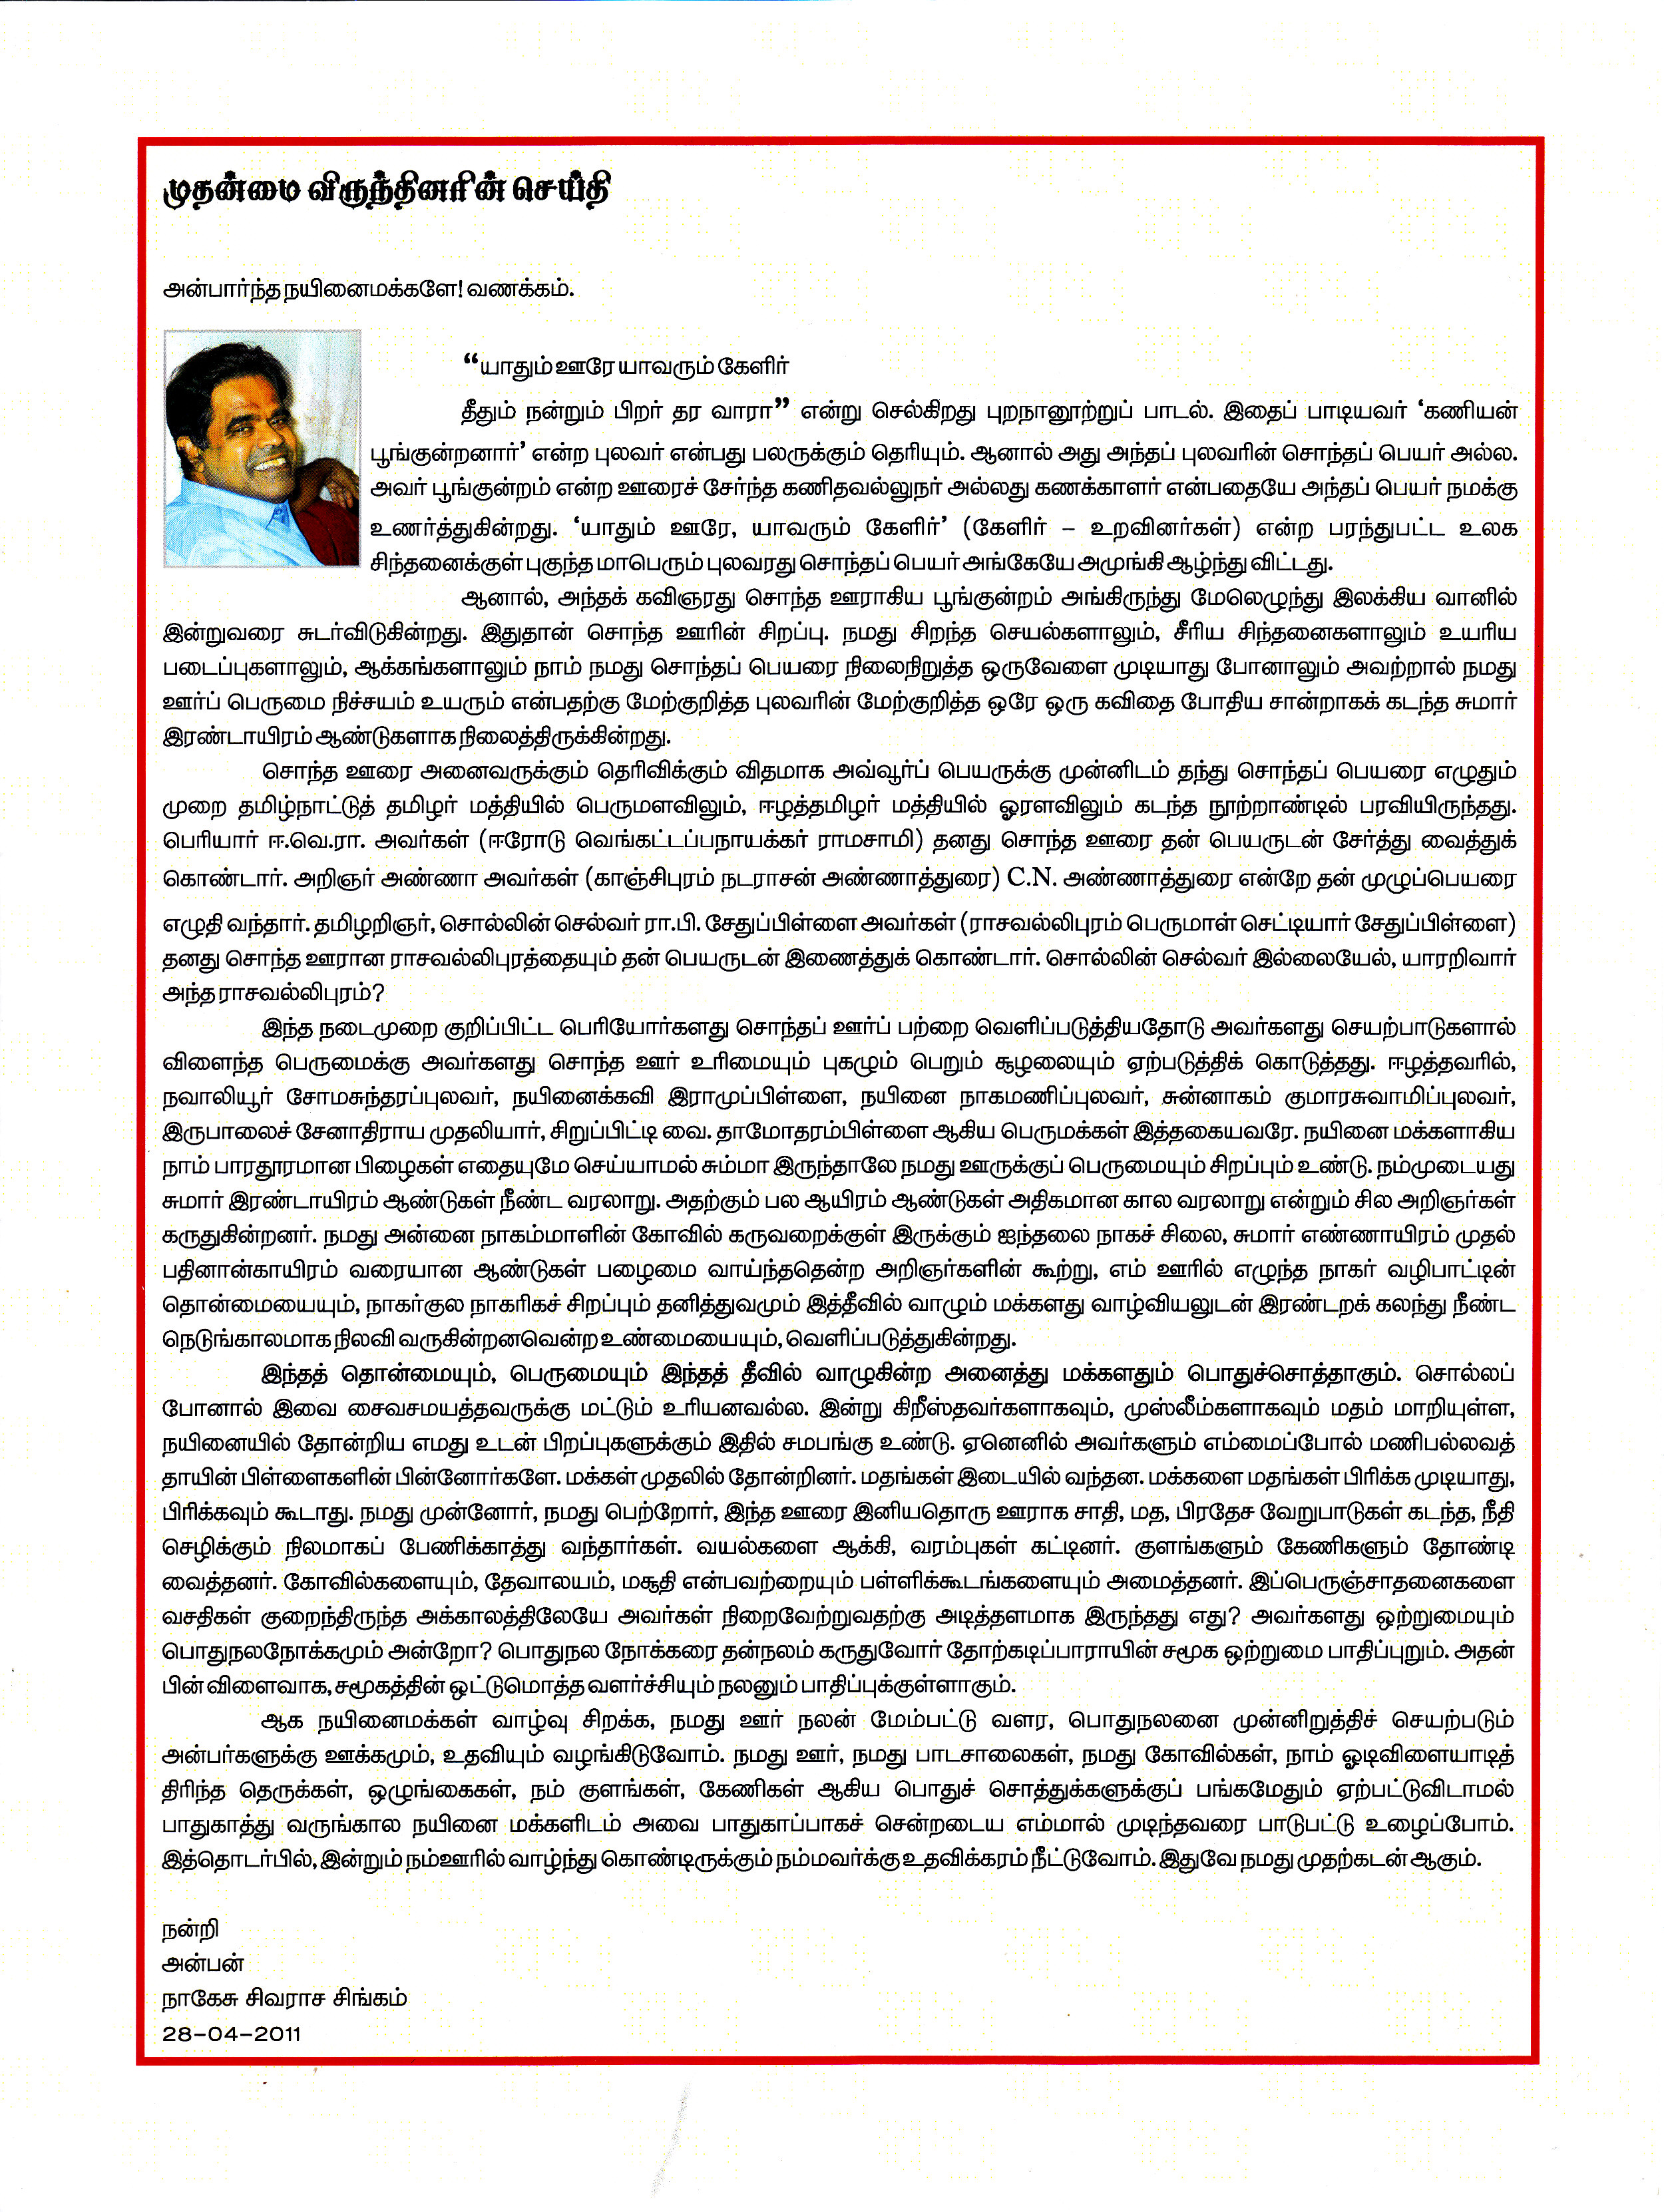 முதன்மை விருந்தினரின் செய்தி
அன்பார்ந்த நயினைமக்களே! வணக்கம்.
“யாதும் ஊரே யாவரும் கேளிர்
தீதும் நன்றும் பிறர் தர வாரா” என்று செல்கிறது புறநானூற்றுப் பாடல். இதைப் பாடியவர் ‘கணியன்
பூங்குன்றனார்’ என்ற புலவர் என்பது பலருக்கும் தெரியும். ஆனால் அது அந்தப் புலவரின் சொந்தப் பெயர் அல்ல.
அவர் பூங்குன்றம் என்ற ஊரைச் சேர்ந்த கணிதவல்லுநர் அல்லது கணக்காளர் என்பதையே அந்தப் பெயர் நமக்கு
உணர்த்துகின்றது. ‘யாதும் ஊரே, யாவரும் கேளிர்’ (கேளிர் – உறவினர்கள்) என்ற பரந்துபட்ட உலக
சிந்தனைக்குள் புகுந்த மாபெரும் புலவரது சொந்தப் பெயர் அங்கேயே அமுங்கி ஆழ்ந்து விட்டது.
ஆனால், அந்தக் கவிஞரது சொந்த ஊராகிய பூங்குன்றம் அங்கிருந்து மேலெழுந்து இலக்கிய வானில்
இன்றுவரை சுடர்விடுகின்றது. இதுதான் சொந்த ஊரின் சிறப்பு. நமது சிறந்த செயல்களாலும், சீரிய சிந்தனைகளாலும் உயரிய
படைப்புகளாலும், ஆக்கங்களாலும் நாம் நமது சொந்தப் பெயரை நிலைநிறுத்த ஒருவேளை முடியாது போனாலும் அவற்றால் நமது
ஊர்ப் பெருமை நிச்சயம் உயரும் என்பதற்கு மேற்குறித்த புலவரின் மேற்குறித்த ஒரே ஒரு கவிதை போதிய சான்றாகக் கடந்த சுமார்
இரண்டாயிரம் ஆண்டுகளாக நிலைத்திருக்கின்றது.
சொந்த ஊரை அனைவருக்கும் தெரிவிக்கும் விதமாக அவ்வூர்ப் பெயருக்கு முன்னிடம் தந்து சொந்தப் பெயரை எழுதும்
முறை தமிழ்நாட்டுத் தமிழர் மத்தியில் பெருமளவிலும், ஈழத்தமிழர் மத்தியில் ஓரளவிலும் கடந்த நூற்றாண்டில் பரவியிருந்தது.
பெரியார் ஈ.வெ.ரா. அவர்கள் (ஈரோடு வெங்கட்டப்பநாயக்கர் ராமசாமி) தனது சொந்த ஊரை தன் பெயருடன் சேர்த்து வைத்துக்
கொண்டார். அறிஞர் அண்ணா அவர்கள் (காஞ்சிபுரம் நடராசன் அண்ணாத்துரை) C.N. அண்ணாத்துரை என்றே தன் முழுப்பெயரை
எழுதி வந்தார். தமிழறிஞர், சொல்லின் செல்வர் ரா.பி. சேதுப்பிள்ளை அவர்கள் (ராசவல்லிபுரம் பெருமாள் செட்டியார் சேதுப்பிள்ளை)
தனது சொந்த ஊரான ராசவல்லிபுரத்தையும் தன் பெயருடன் இணைத்துக் கொண்டார். சொல்லின் செல்வர் இல்லையேல், யாரறிவார்
அந்த ராசவல்லிபுரம்?
இந்த நடைமுறை குறிப்பிட்ட பெரியோர்களது சொந்தப் ஊர்ப் பற்றை வெளிப்படுத்தியதோடு அவர்களது செயற்பாடுகளால்
விளைந்த பெருமைக்கு அவர்களது சொந்த ஊர் உரிமையும் புகழும் பெறும் சூழலையும் ஏற்படுத்திக் கொடுத்தது. ஈழத்தவரில்,
நவாலியூர் சோமசுந்தரப்புலவர், நயினைக்கவி இராமுப்பிள்ளை, நயினை நாகமணிப்புலவர், சுன்னாகம் குமாரசுவாமிப்புலவர்,
இருபாலைச் சேனாதிராய முதலியார், சிறுப்பிட்டி வை. தாமோதரம்பிள்ளை ஆகிய பெருமக்கள் இத்தகையவரே. நயினை மக்களாகிய
நாம் பாரதூரமான பிழைகள் எதையுமே செய்யாமல் சும்மா இருந்தாலே நமது ஊருக்குப் பெருமையும் சிறப்பும் உண்டு. நம்முடையது
சுமார் இரண்டாயிரம் ஆண்டுகள் நீண்ட வரலாறு. அதற்கும் பல ஆயிரம் ஆண்டுகள் அதிகமான கால வரலாறு என்றும் சில அறிஞர்கள்
கருதுகின்றனர். நமது அன்னை நாகம்மாளின் கோவில் கருவறைக்குள் இருக்கும் ஐந்தலை நாகச் சிலை, சுமார் எண்ணாயிரம் முதல்
பதினான்காயிரம் வரையான ஆண்டுகள் பழைமை வாய்ந்ததென்ற அறிஞர்களின் கூற்று, எம் ஊரில் எழுந்த நாகர் வழிபாட்டின்
தொன்மையையும், நாகர்குல நாகரிகச் சிறப்பும் தனித்துவமும் இத்தீவில் வாழும் மக்களது வாழ்வியலுடன் இரண்டறக் கலந்து நீண்ட
நெடுங்காலமாக நிலவி வருகின்றனவென்ற உண்மையையும், வெளிப்படுத்துகின்றது.
இந்தத் தொன்மையும், பெருமையும் இந்தத் தீவில் வாழுகின்ற அனைத்து மக்களதும் பொதுச்சொத்தாகும். சொல்லப்
போனால் இவை சைவசமயத்தவருக்கு மட்டும் உரியனவல்ல. இன்று கிறீஸ்தவர்களாகவும், முஸ்லீம்களாகவும் மதம் மாறியுள்ள,
நயினையில் தோன்றிய எமது உடன் பிறப்புகளுக்கும் இதில் சமபங்கு உண்டு. ஏனெனில் அவர்களும் எம்மைப்போல் மணிபல்லவத்
தாயின் பிள்ளைகளின் பின்னோர்களே. மக்கள் முதலில் தோன்றினர். மதங்கள் இடையில் வந்தன. மக்களை மதங்கள் பிரிக்க முடியாது,
பிரிக்கவும் கூடாது. நமது முன்னோர், நமது பெற்றோர், இந்த ஊரை இனியதொரு ஊராக சாதி, மத, பிரதேச வேறுபாடுகள் கடந்த, நீதி
செழிக்கும் நிலமாகப் பேணிக்காத்து வந்தார்கள். வயல்களை ஆக்கி, வரம்புகள் கட்டினர். குளங்களும் கேணிகளும் தோண்டி
வைத்தனர். கோவில்களையும், தேவாலயம், மசூதி என்பவற்றையும் பள்ளிக்கூடங்களையும் அமைத்தனர். இப்பெருஞ்சாதனைகளை
வசதிகள் குறைந்திருந்த அக்காலத்திலேயே அவர்கள் நிறைவேற்றுவதற்கு அடித்தளமாக இருந்தது எது? அவர்களது ஒற்றுமையும்
பொதுநலநோக்கமும் அன்றோ? பொதுநல நோக்கரை தன்நலம் கருதுவோர் தோற்கடிப்பாராயின் சமூக ஒற்றுமை பாதிப்புறும். அதன்
பின் விளைவாக, சமூகத்தின் ஒட்டுமொத்த வளர்ச்சியும் நலனும் பாதிப்புக்குள்ளாகும்.
ஆக நயினைமக்கள் வாழ்வு சிறக்க, நமது ஊர் நலன் மேம்பட்டு வளர, பொதுநலனை முன்னிறுத்திச் செயற்படும்
அன்பர்களுக்கு ஊக்கமும், உதவியும் வழங்கிடுவோம். நமது ஊர், நமது பாடசாலைகள், நமது கோவில்கள், நாம் ஓடிவிளையாடித்
திரிந்த தெருக்கள், ஒழுங்கைகள், நம் குளங்கள், கேணிகள் ஆகிய பொதுச் சொத்துக்களுக்குப் பங்கமேதும் ஏற்பட்டுவிடாமல்
பாதுகாத்து வருங்கால நயினை மக்களிடம் அவை பாதுகாப்பாகச் சென்றடைய எம்மால் முடிந்தவரை பாடுபட்டு உழைப்போம்.
இத்தொடர்பில், இன்றும் நம்ஊரில் வாழ்ந்து கொண்டிருக்கும் நம்மவர்க்கு உதவிக்கரம் நீட்டுவோம். இதுவே நமது முதற்கடன் ஆகும்.
நன்றி
அன்பன்
நாகேசு சிவராச சிங்கம்
28-04-2011